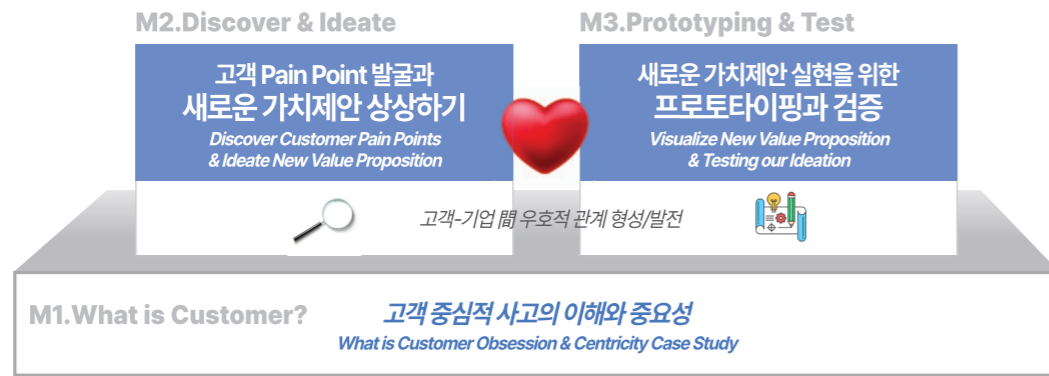 M2.Discover & Ideate
고객 Pain Point 발굴과
새로운 가치제안 상상하기
Discover Customer Pain Points
& Ideate New Value Proposition
M3.Prototyping & Test
새로운 가치제안 실현을 위한
프로토타이핑과 검증
Visualize New Value Proposition
& Testing our Ideation
고객-기업 間 우호적 관계 형성/발전
M1.What is Customer?
고객 중심적 사고의 이해와 중요성
What is Customer Obsession & Centricity Case Study